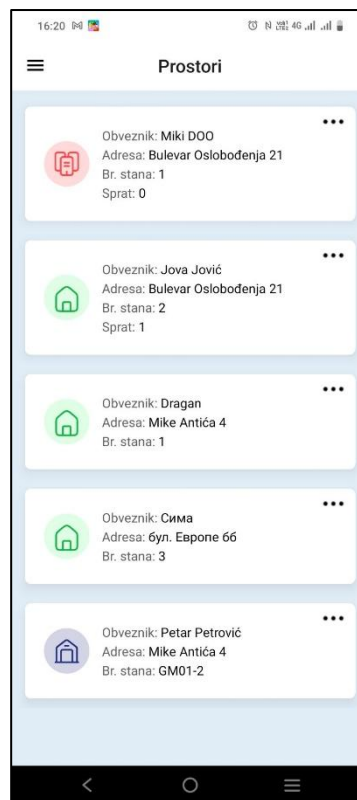 16:20
4G
Prostori
Obveznik: Miki DOO
Adresa: Bulevar Oslobođenja 21
Br. stana: 1
Sprat: 0
Obveznik: Jova Jović
Adresa: Bulevar Oslobođenja 21
Br. stana: 2
Sprat: 1
Obveznik: Dragan
Adresa: Mike Antića 4
Br. stana: 1
Obveznik: Сима
Adresa: бул. Европе бб
Br. stana: 3
Obveznik: Petar Petrović
Adresa: Mike Antića 4
Br. stana: GM01-2